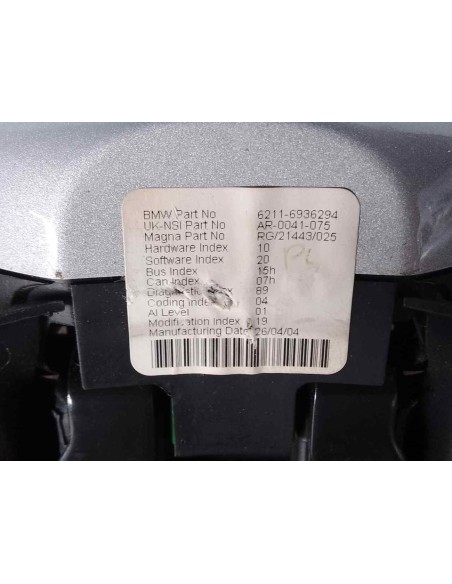 BMW Part No 6211-6936294
UK-NSI Part No AR-0041-075
Magna Part No RG/21443/025
Hardware Index 10
Software Index 20
Bus Index 15h
Can Index 07h
Index 89
Coding Index 04
AI Level 01
Modification Index 19
Manufacturing Date 26/04/04